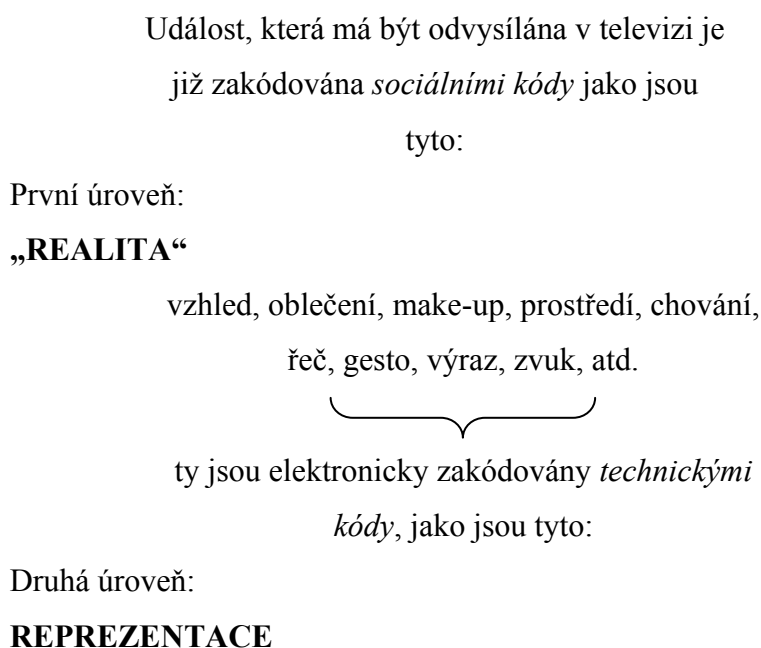 Událost, která má být odvysílána v televizi je
již zakódována sociálními kódy jako jsou
tyto:
První úroveň:
„REALITA“
vzhled, oblečení, make-up, prostředí, chování,
řeč, gesto, výraz, zvuk, atd.
ty jsou elektronicky zakódovány technickými
kódy, jako jsou tyto:
Druhá úroveň:
REPREZENTACE